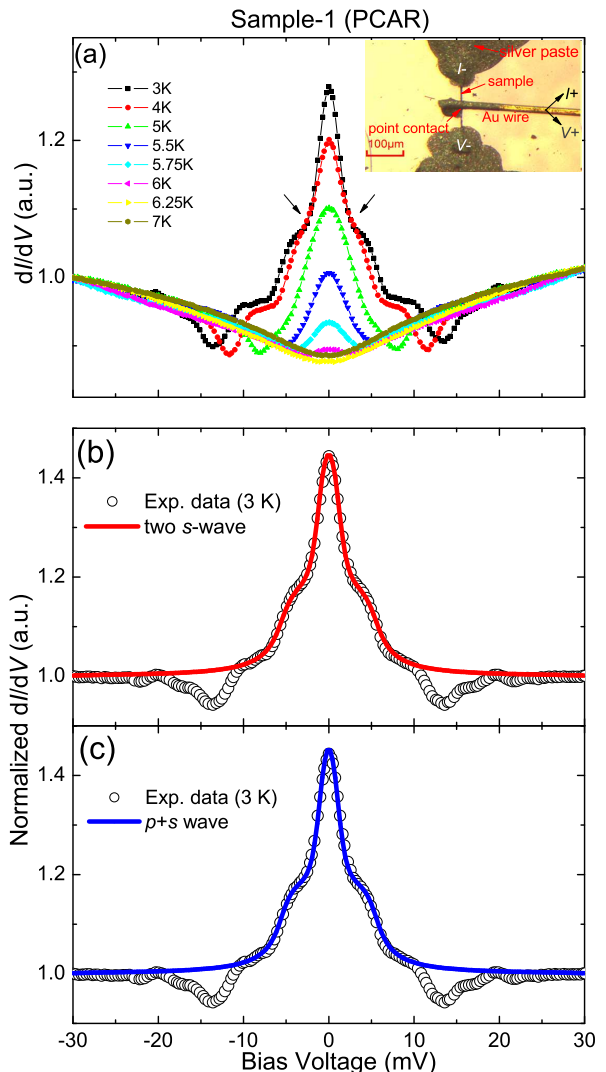 Sample-1 (PCAR)
(a)
3K
4K
5K
5.5K
5.75K
6K
6.25K
7K
silver paste
I-
sample
I+
Au wire
V+
point contact
V-
100μm
1.2
1.0
dI/dV (a.u.)
(b)
Exp. data (3 K)
two s-wave
1.4
1.2
1.0
Normalized dI/dV (a.u.)
(c)
Exp. data (3 K)
p+s wave
1.4
1.2
1.0
-30 -20 -10 0 10 20 30
Bias Voltage (mV)